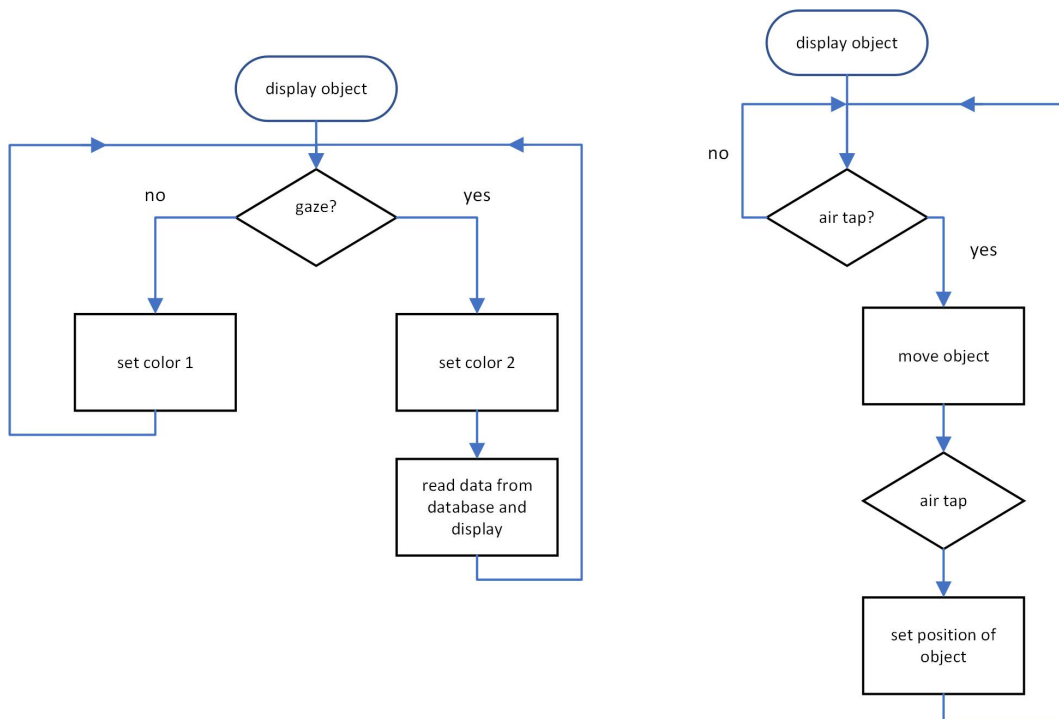 display object
gaze?
no
yes
set color 1
set color 2
read data from
database and
display
display object
no
air tap?
yes
move object
air tap
set position of
object